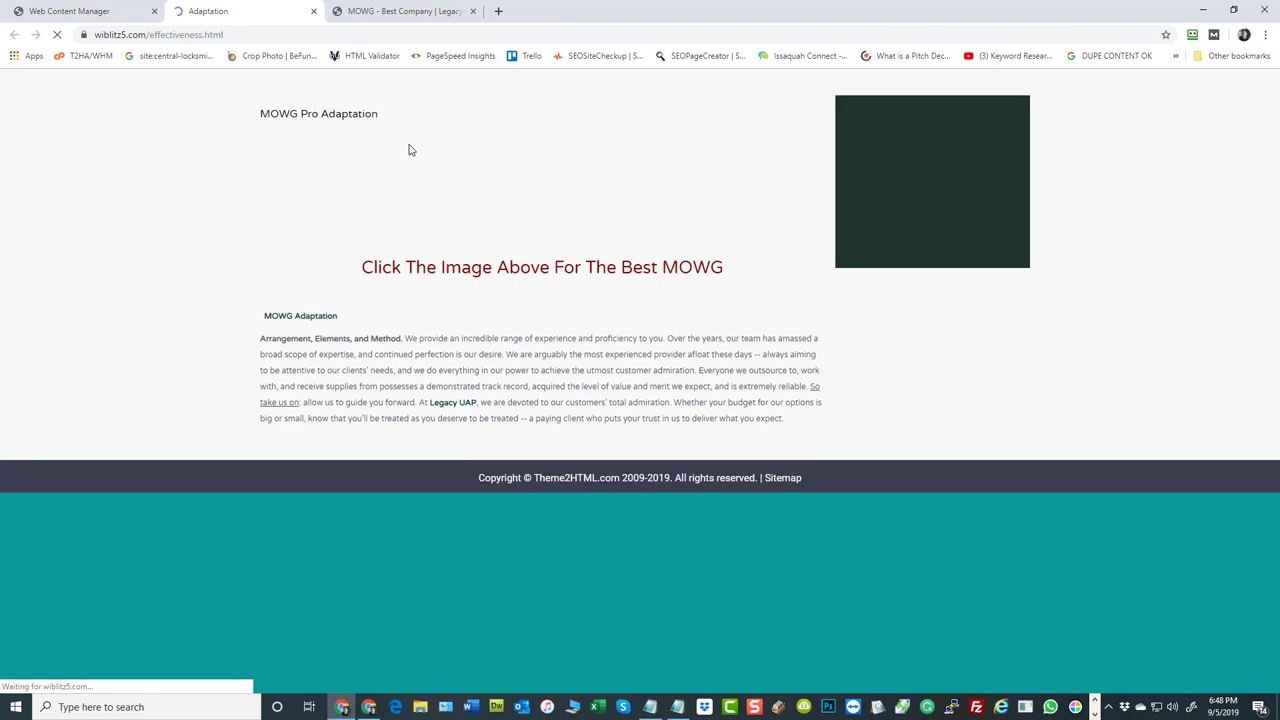 Web Content Manager
Adaptation
MOWG - Best Company | Legacy
wiblitz5.com/effectiveness.html
Apps T2HA/WHM site:central-locksmi... Crop Photo | BeFun... HTML Validator PageSpeed Insights Trello SEOSiteCheckup | S... SEOPageCreator | S... Issaquah Connect -... What is a Pitch Dec... (3) Keyword Resear... DUPE CONTENT OK » Other bookmarks
MOWG Pro Adaptation
Click The Image Above For The Best MOWG
MOWG Adaptation
Arrangement, Elements, and Method. We provide an incredible range of experience and proficiency to you. Over the years, our team has amassed a
broad scope of expertise, and continued perfection is our desire. We are arguably the most experienced provider afloat these days -- always aiming
to be attentive to our clients' needs, and we do everything in our power to achieve the utmost customer admiration. Everyone we outsource to, work
with, and receive supplies from possesses a demonstrated track record, acquired the level of value and merit we expect, and is extremely reliable. So
take us on: allow us to guide you forward. At Legacy UAP, we are devoted to our customers' total admiration. Whether your budget for our options is
big or small, know that you'll be treated as you deserve to be treated -- a paying client who puts your trust in us to deliver what you expect.
Copyright © Theme2HTML.com 2009-2019. All rights reserved. | Sitemap
Waiting for wiblitz5.com...
Type here to search
6:48 PM
9/5/2019